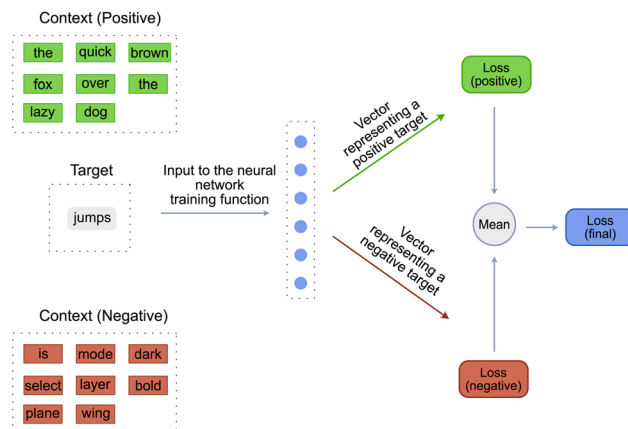 Context (Positive)
the quick brown
fox over the
lazy dog
Target
jumps
Input to the neural
network
training function
Vector
representing a
positive target
Vector
representing a
negative target
Loss
(positive)
Mean
Loss
(final)
Loss
(negative)
Context (Negative)
is mode dark
select layer bold
plane wing